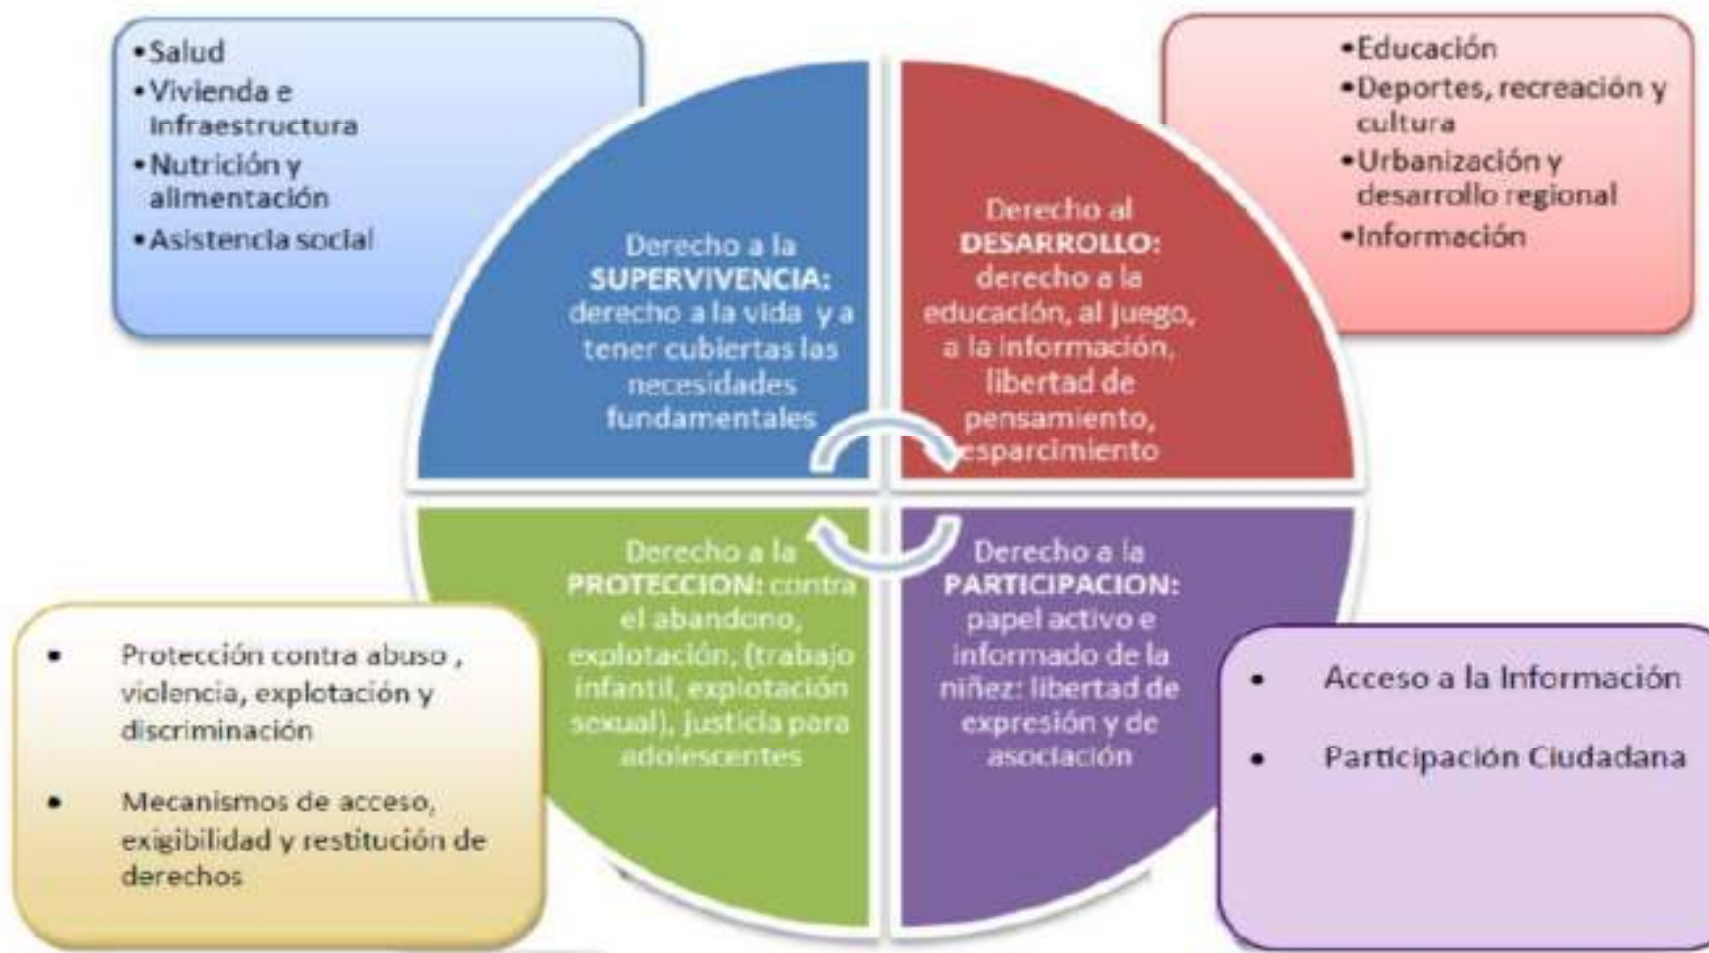 •Salud
•Vivienda e
Infraestructura
•Nutrición y
alimentación
•Asistencia social
Derecho a la
SUPERVIVENCIA:
derecho a la vida y a
tener cubiertas las
necesidades
fundamentales
Derecho al
DESARROLLO:
derecho a la
educación, al juego,
a la información,
libertad de
pensamiento,
esparcimiento
•Educación
•Deportes, recreación y
cultura
•Urbanización y
desarrollo regional
•Información
• Protección contra abuso ,
violencia, explotación y
discriminación
• Mecanismos de acceso,
exigibilidad y restitución de
derechos
Derecho a la
PROTECCION: contra
el abandono,
explotación, (trabajo
infantil, explotación
sexual), justicia para
adolescentes
Derecho a la
PARTICIPACION:
papel activo e
informado de la
niñez: libertad de
expresión y de
asociación
• Acceso a la Información
• Participación Ciudadana